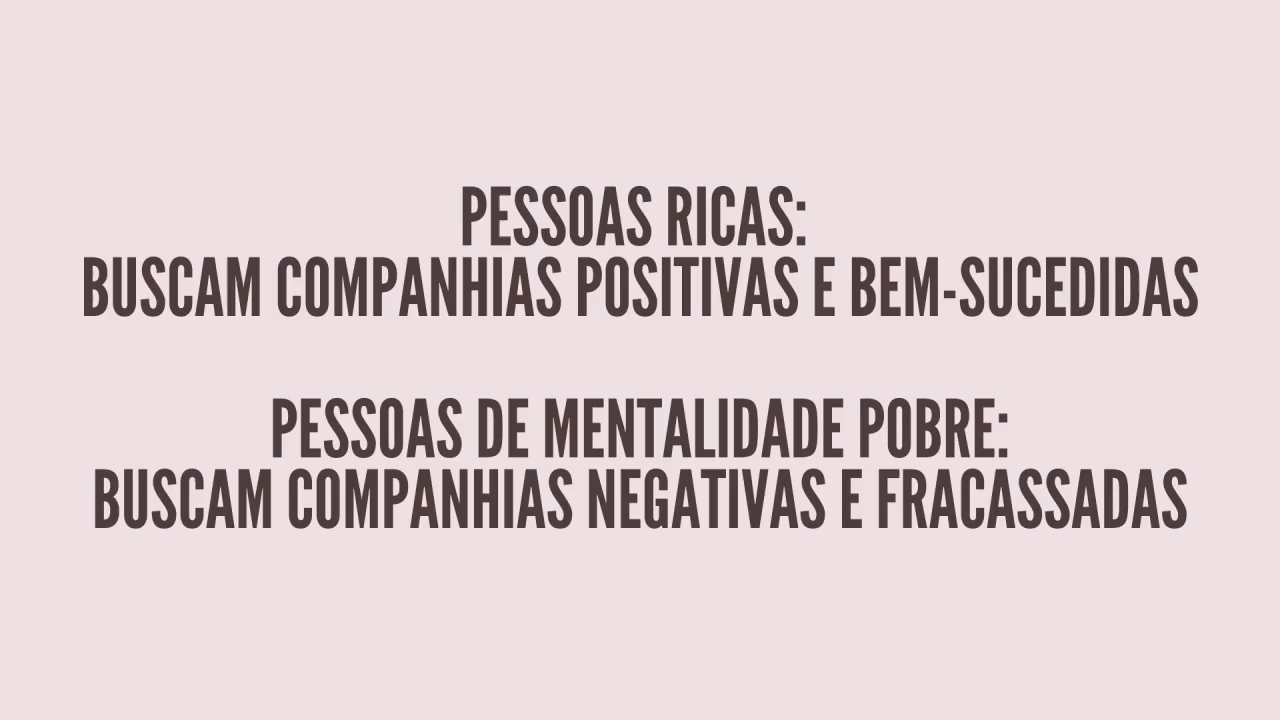 PESSOAS RICAS:
BUSCAM COMPANHIAS POSITIVAS E BEM-SUCEDIDAS
PESSOAS DE MENTALIDADE POBRE:
BUSCAM COMPANHIAS NEGATIVAS E FRACASSADAS